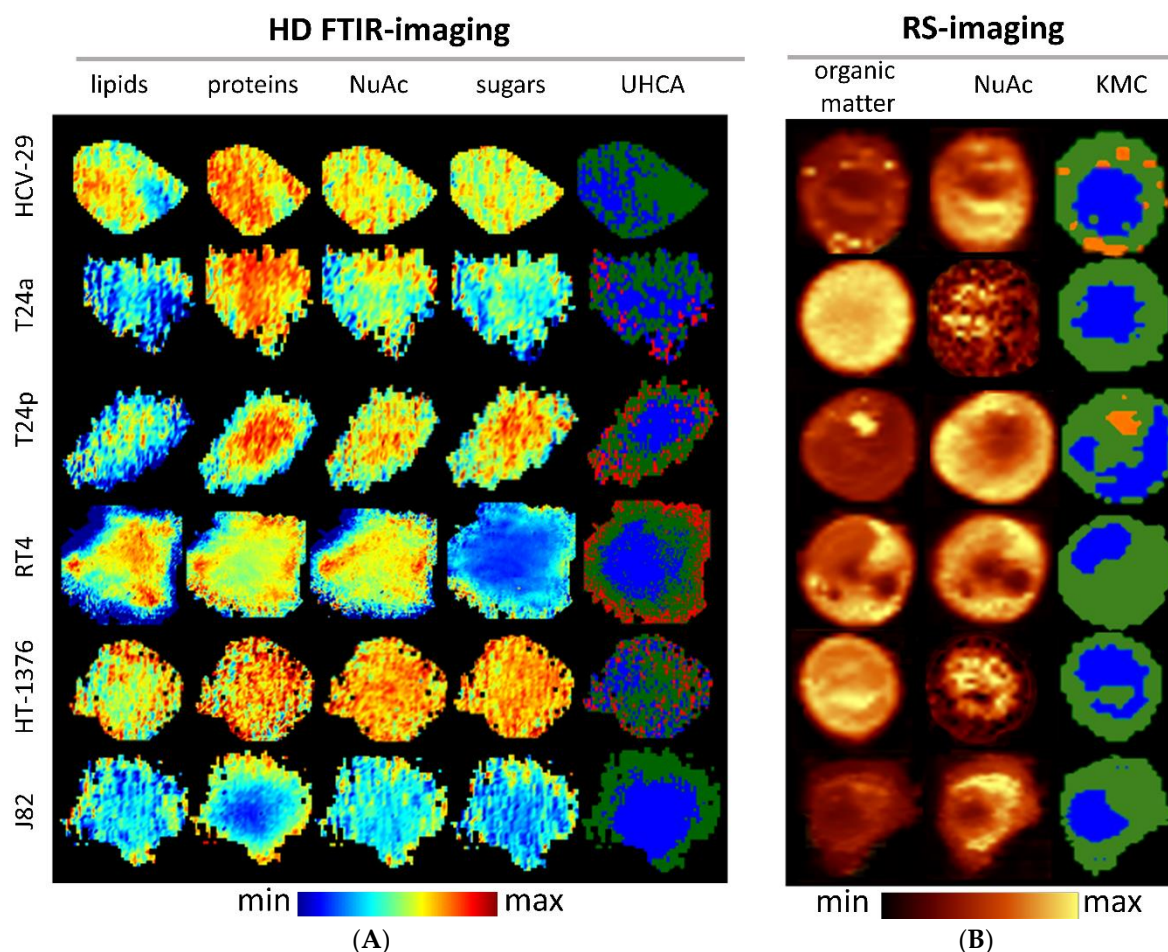 HD FTIR-imaging
RS-imaging
lipids proteins NuAc sugars UHCA
organic matter NuAc KMC
HCV-29
T24a
T24p
RT4
HT-1376
J82
min max
min max
(A)
(B)